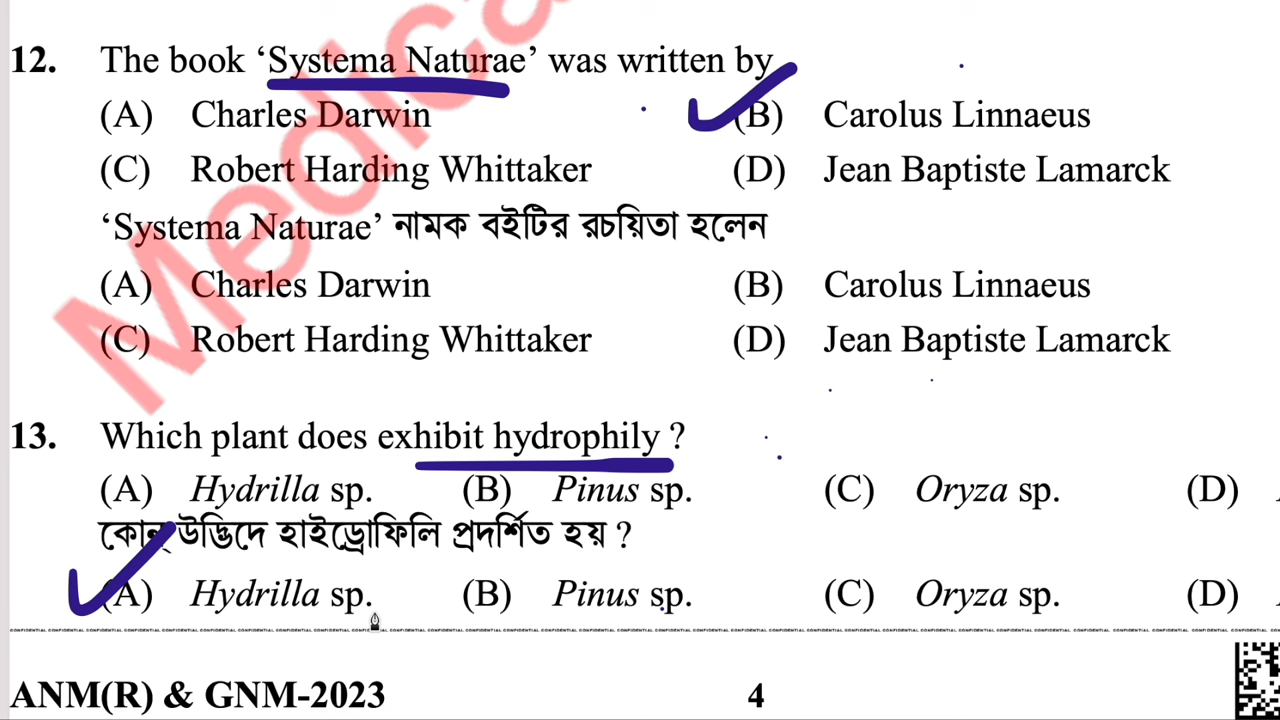 12. The book ‘Systema Naturae’ was written by
(A) Charles Darwin (B) Carolus Linnaeus
(C) Robert Harding Whittaker (D) Jean Baptiste Lamarck
‘Systema Naturae’ নামক বইটির রচয়িতা হলেন
(A) Charles Darwin (B) Carolus Linnaeus
(C) Robert Harding Whittaker (D) Jean Baptiste Lamarck
Medica
13. Which plant does exhibit hydrophily ?
(A) Hydrilla sp. (B) Pinus sp. (C) Oryza sp. (D)
কোন্ উদ্ভিদে হাইড্রোফিলি প্রদর্শিত হয় ?
(A) Hydrilla sp. (B) Pinus sp. (C) Oryza sp. (D)
ANM(R) & GNM-2023 4